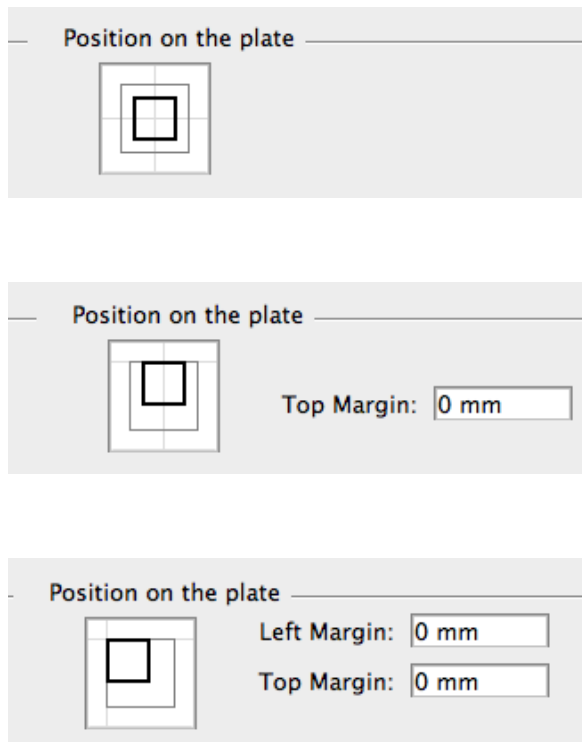 Position on the plate
Position on the plate
Top Margin: 0 mm
Position on the plate
Left Margin: 0 mm
Top Margin: 0 mm